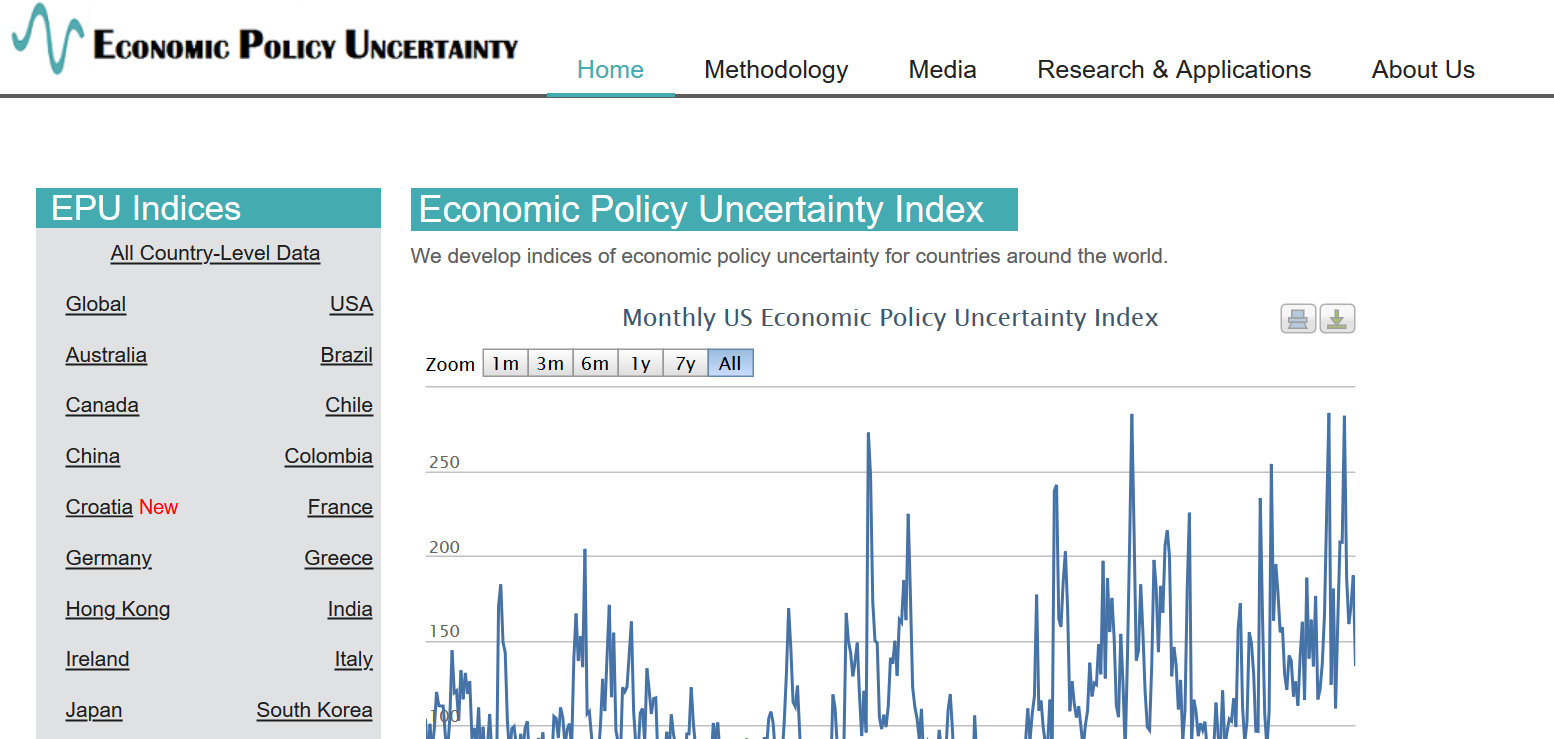 ECONOMIC POLICY UNCERTAINTY
Home Methodology Media Research & Applications About Us
EPU Indices
All Country-Level Data
Global USA
Australia Brazil
Canada Chile
China Colombia
Croatia New France
Germany Greece
Hong Kong India
Ireland Italy
Japan South Korea
Economic Policy Uncertainty Index
We develop indices of economic policy uncertainty for countries around the world.
Monthly US Economic Policy Uncertainty Index
Zoom 1m 3m 6m 1y 7y All
250
200
150
100